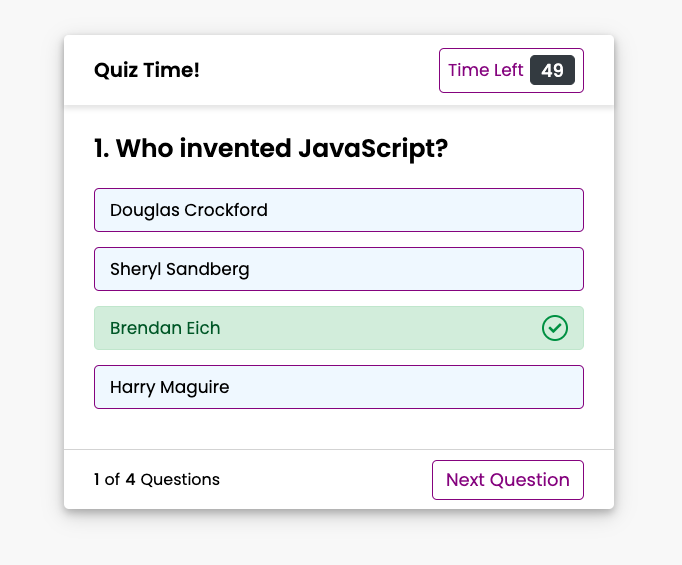 Quiz Time!
Time Left 49
1. Who invented JavaScript?
Douglas Crockford
Sheryl Sandberg
Brendan Eich
Harry Maguire
1 of 4 Questions
Next Question